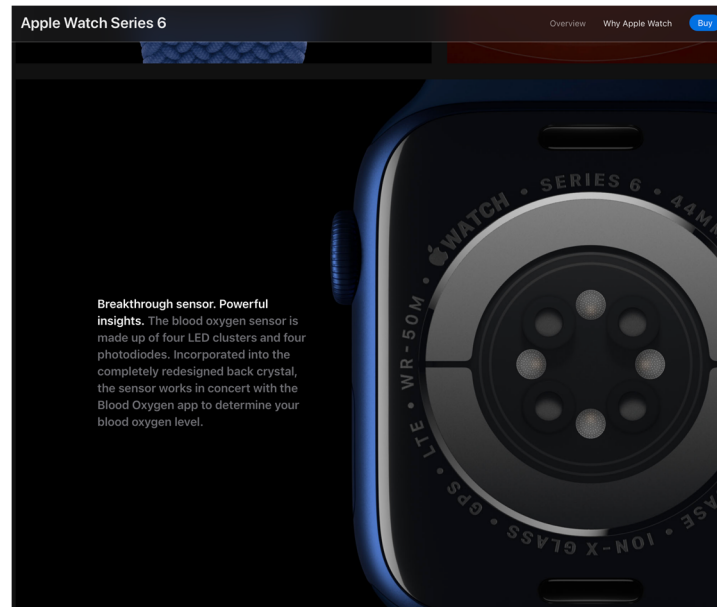 Apple Watch Series 6
Overview
Why Apple Watch
Buy
Breakthrough sensor. Powerful
insights. The blood oxygen sensor is
made up of four LED clusters and four
photodiodes. Incorporated into the
completely redesigned back crystal,
the sensor works in concert with the
Blood Oxygen app to determine your
blood oxygen level.
WATCH • SERIES 6 • 44MM
ASE • ION-X GLASS • GPS • LTE • WR-50M •